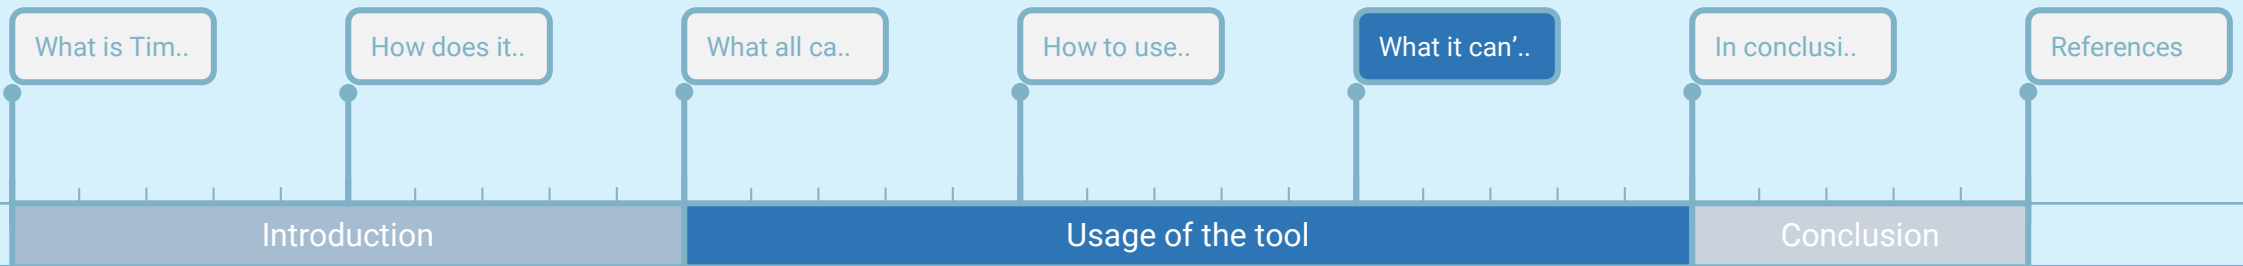 What is Tim..
How does it..
What all ca..
How to use..
What it can’..
In conclusi..
References
Introduction
Usage of the tool
Conclusion